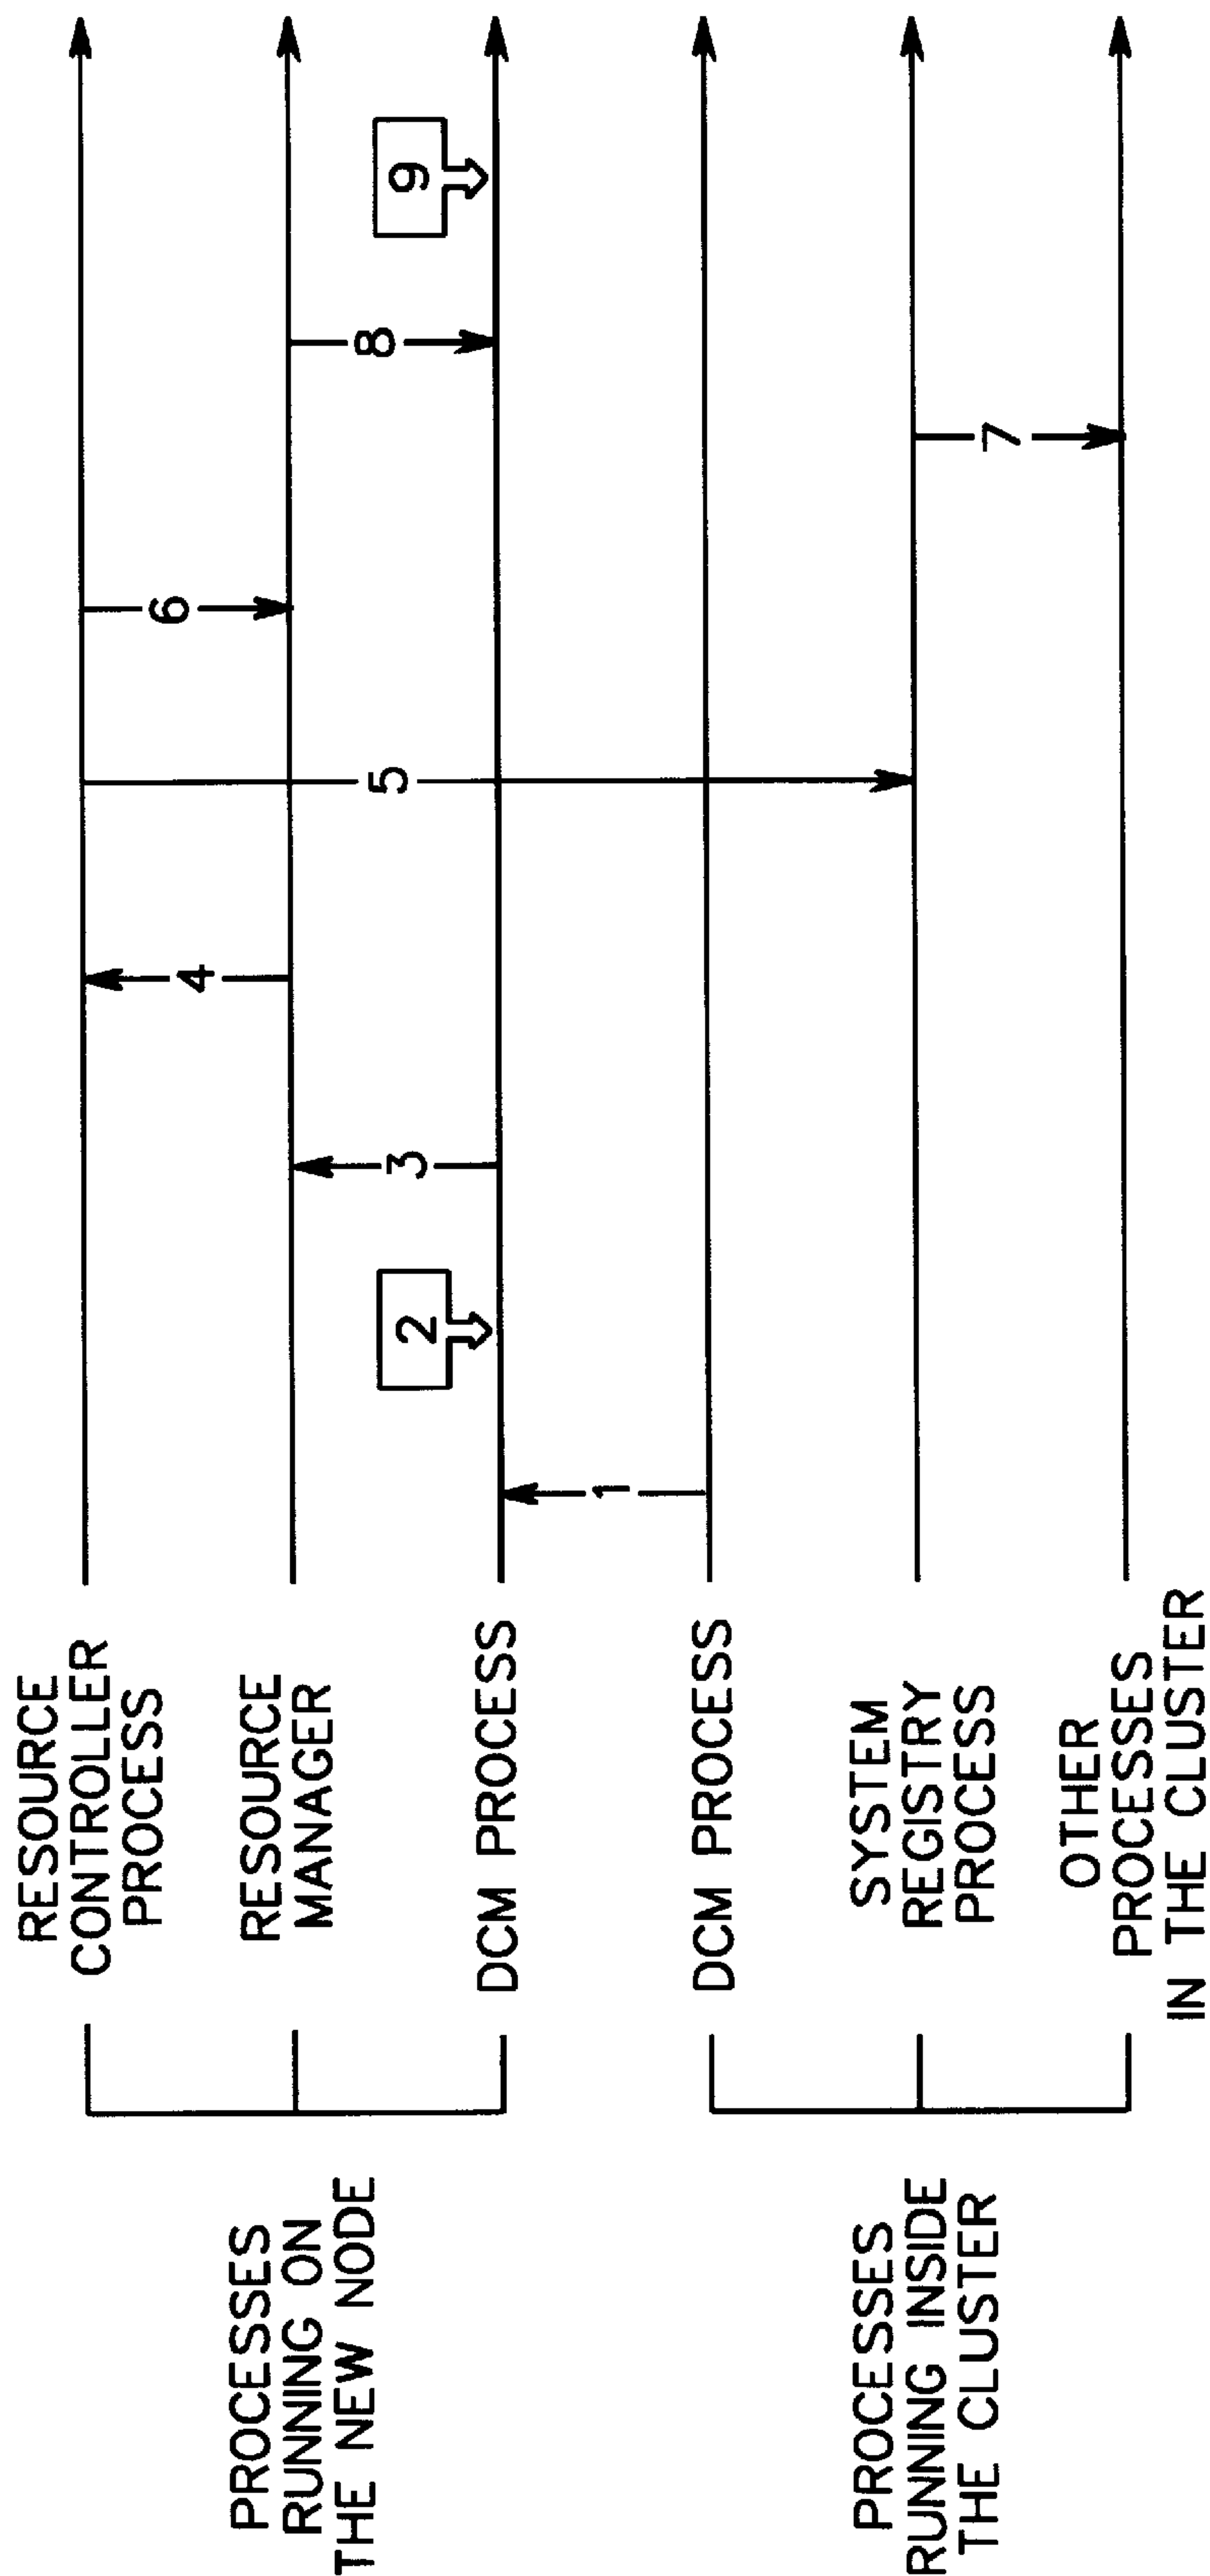 PROCESSES
RUNNING ON
THE NEW NODE
RESOURCE
CONTROLLER
PROCESS
RESOURCE
MANAGER
DCM PROCESS
PROCESSES
RUNNING INSIDE
THE CLUSTER
DCM PROCESS
SYSTEM
REGISTRY
PROCESS
OTHER
PROCESSES
IN THE CLUSTER
1
2
3
4
5
6
7
8
9